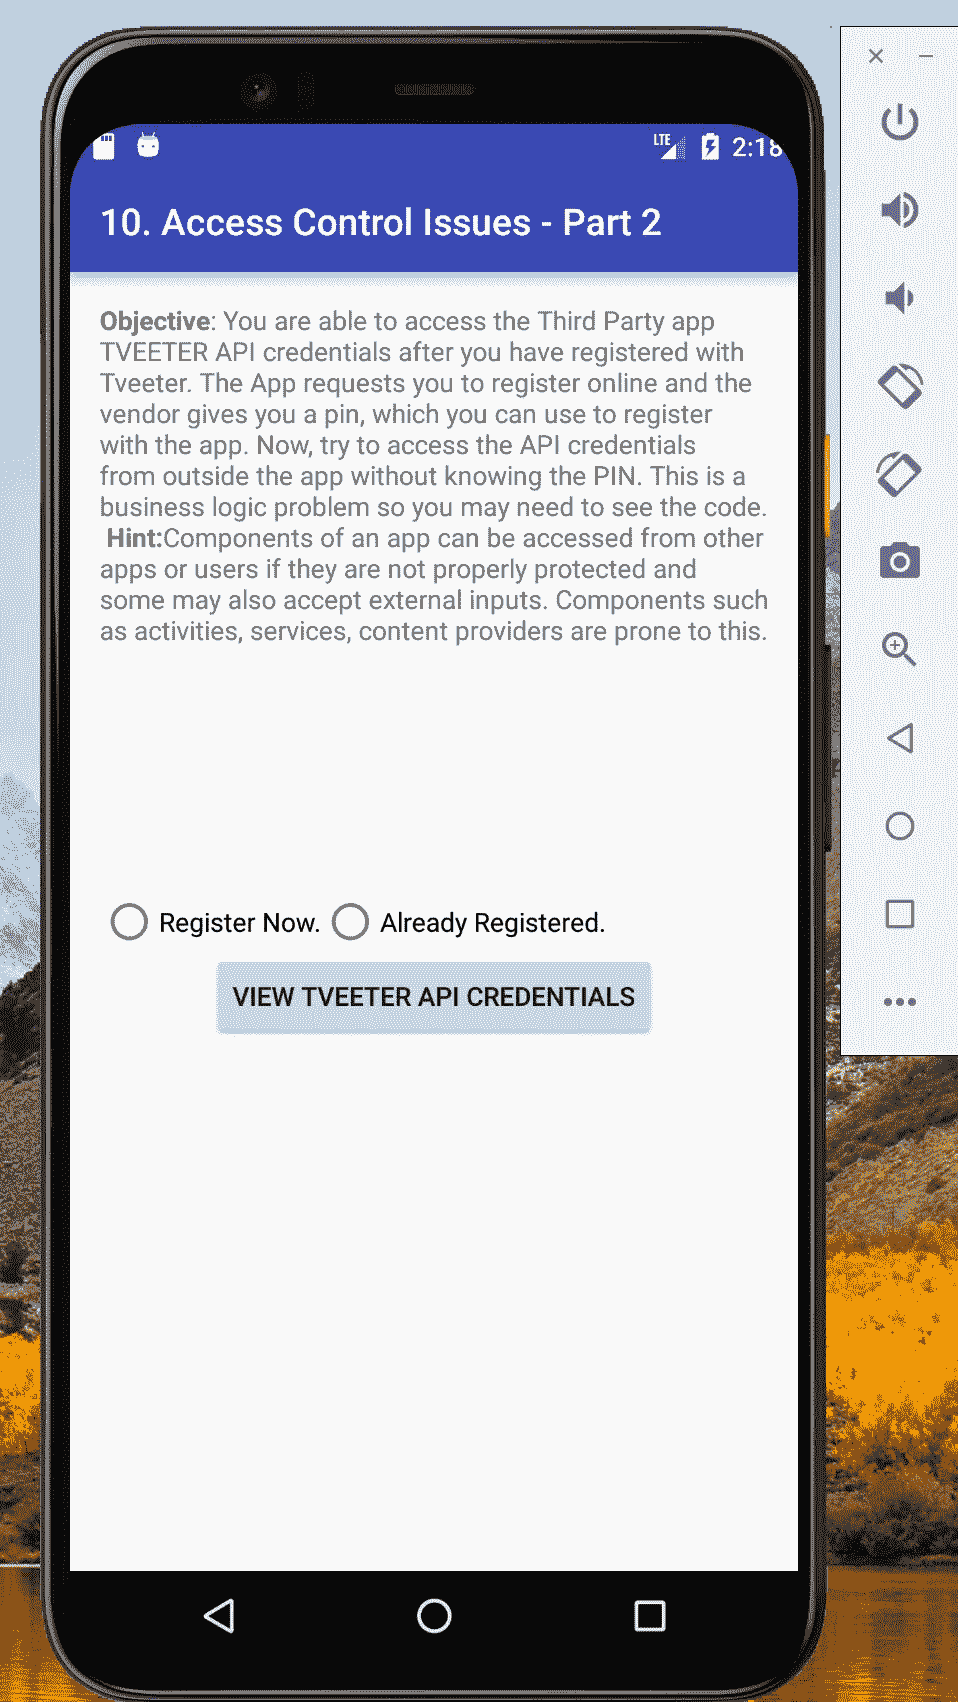 LTE 2:18
10. Access Control Issues - Part 2
Objective: You are able to access the Third Party app
TVEETER API credentials after you have registered with
Tveeter. The App requests you to register online and the
vendor gives you a pin, which you can use to register
with the app. Now, try to access the API credentials
from outside the app without knowing the PIN. This is a
business logic problem so you may need to see the code.
Hint:Components of an app can be accessed from other
apps or users if they are not properly protected and
some may also accept external inputs. Components such
as activities, services, content providers are prone to this.
Register Now. Already Registered.
VIEW TVEETER API CREDENTIALS